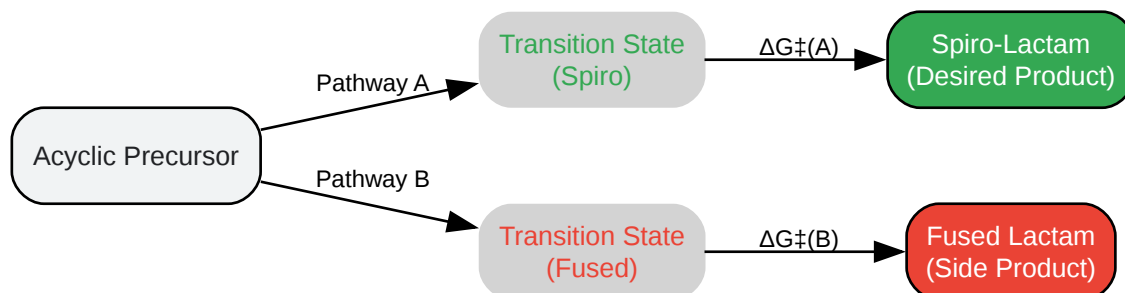 Transition State
(Spiro)
ΔG‡(A)
Spiro-Lactam
(Desired Product)
Pathway A
Acyclic Precursor
Pathway B
Transition State
(Fused)
ΔG‡(B)
Fused Lactam
(Side Product)